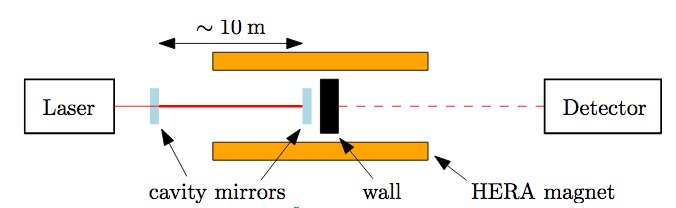 ∼ 10 m
Laser
Detector
cavity mirrors
wall
HERA magnet